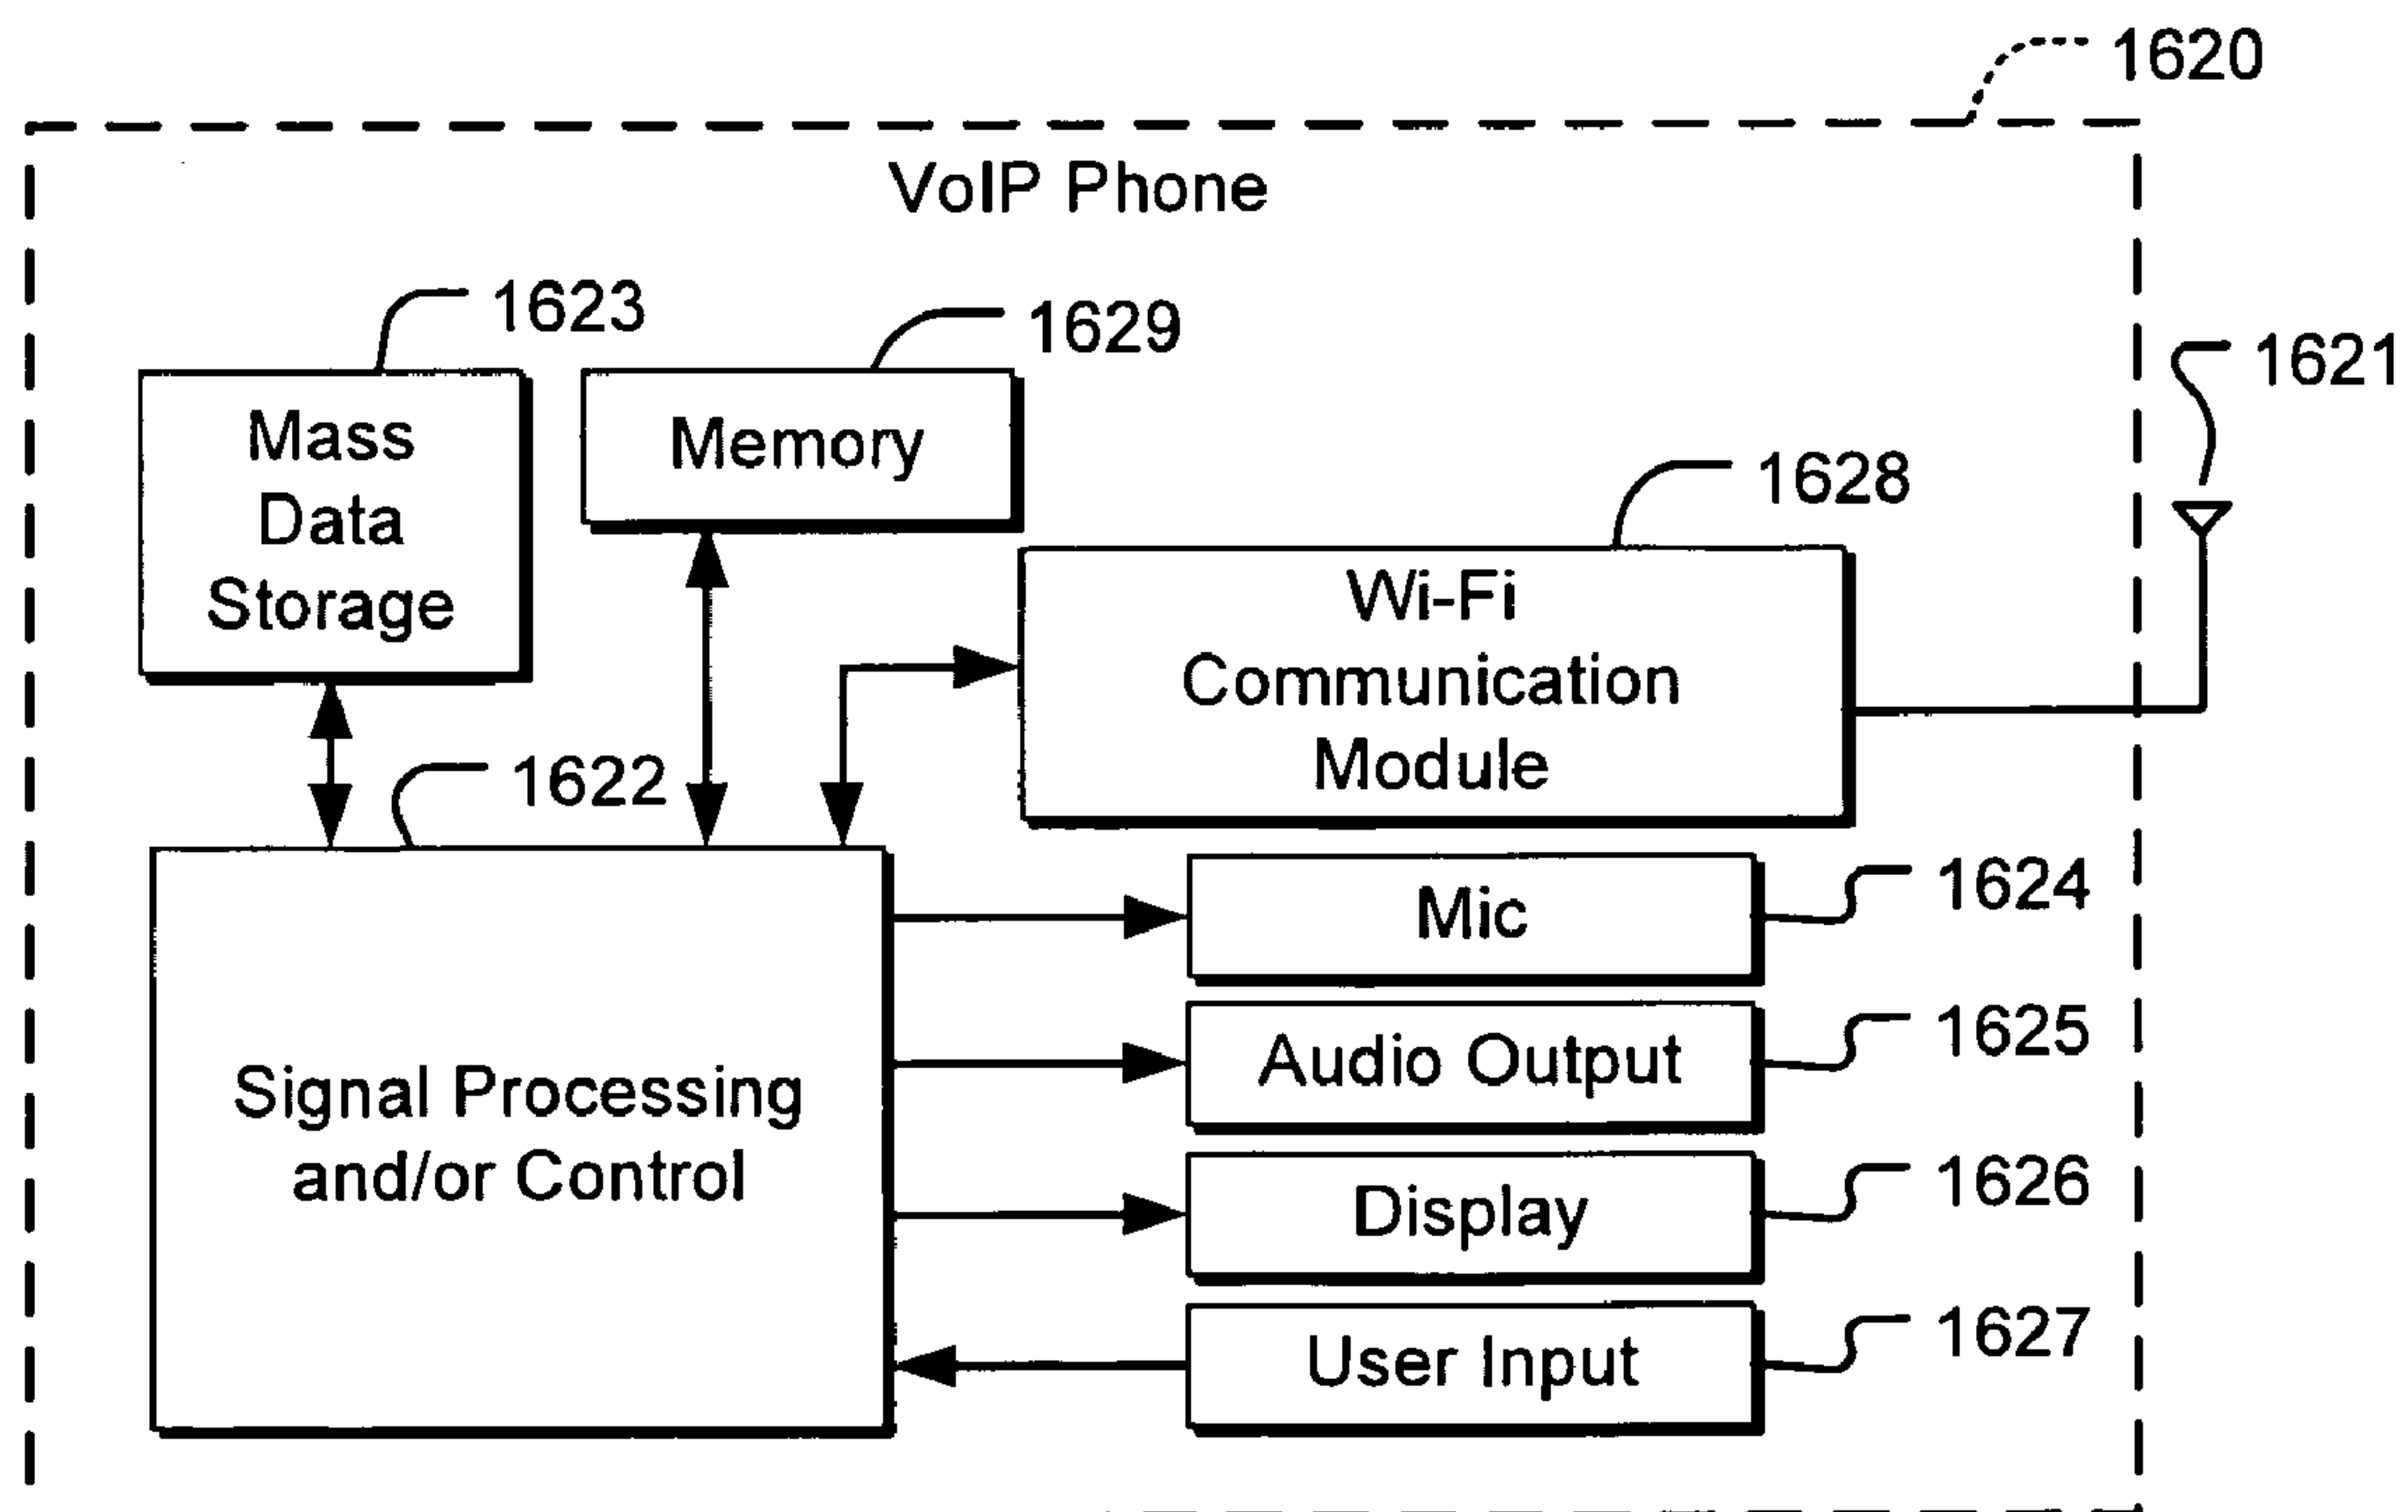 1620
VoIP Phone
1623
1629
1621
Mass
Data
Storage
Memory
1628
Wi-Fi
Communication
Module
1622
1624
Mic
Signal Processing
and/or Control
1625
Audio Output
1626
Display
1627
User Input